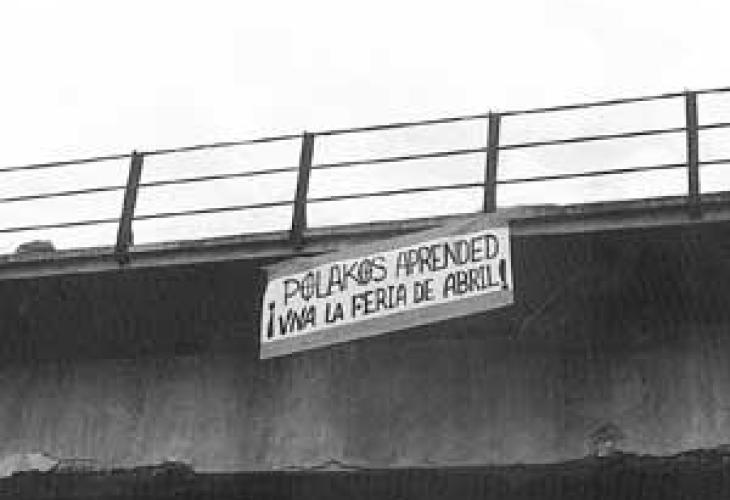 POLAKOS APRENDED
¡VIVA LA FERIA DE ABRIL!